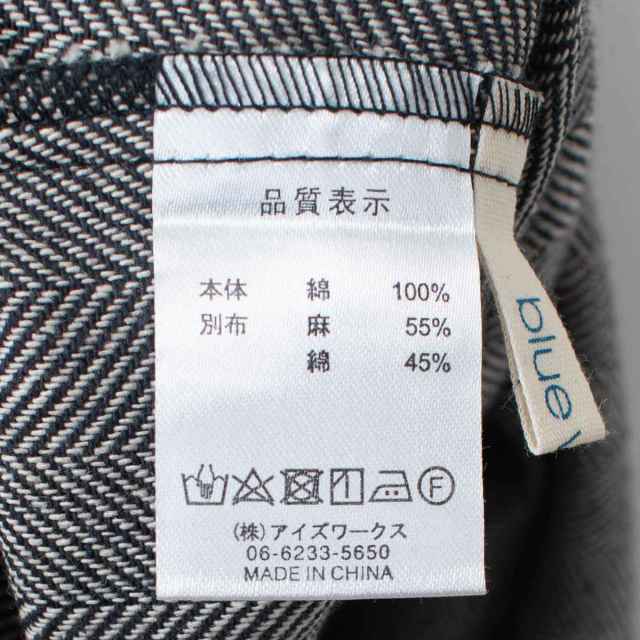 品質表示
本体 綿 100%
別布 麻 55%
綿 45%
F
(株)アイズワークス
06-6233-5650
MADE IN CHINA
blue